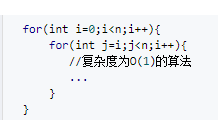 for(int i=0;i<n;i++){
for(int j=i;j<n;j++){
//复杂度为O(1)的算法
...
}
}